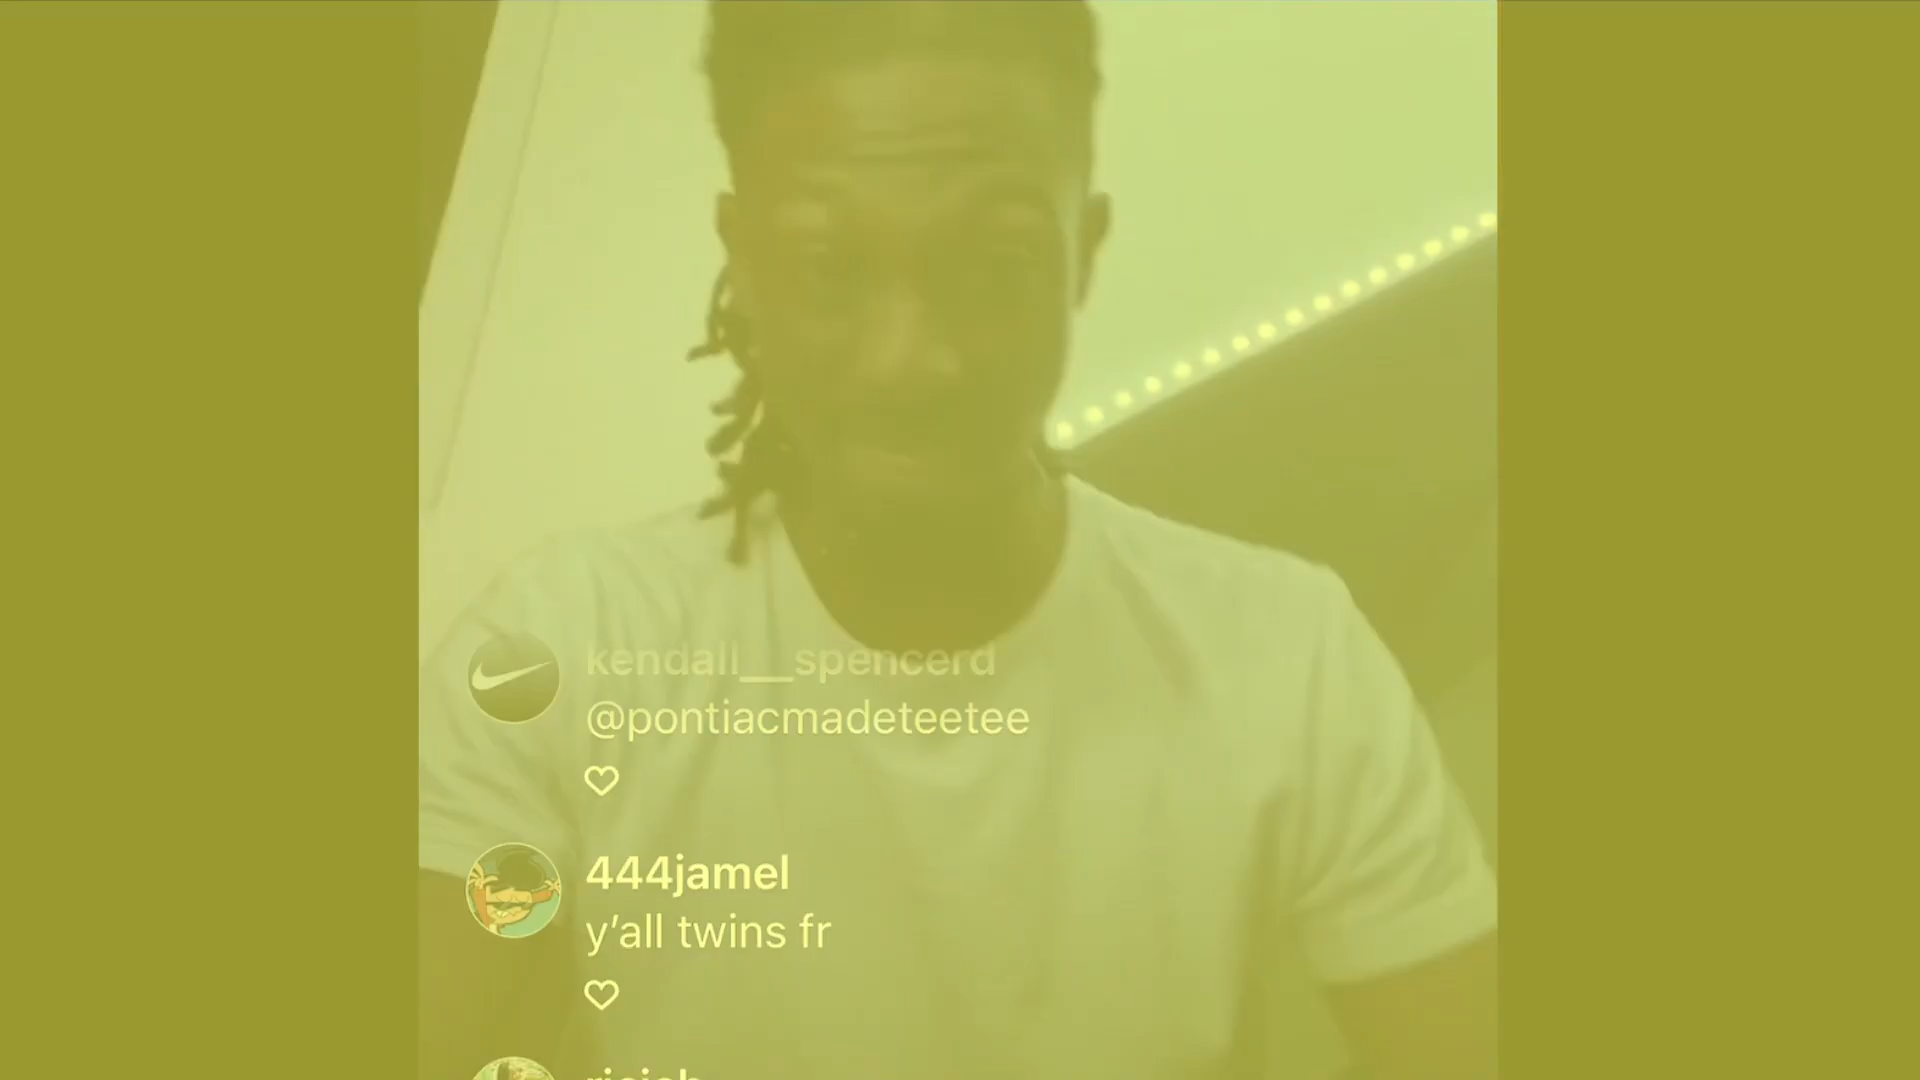 kendall__spencerd
@pontiacmadeteetee
444jamel
y’all twins fr